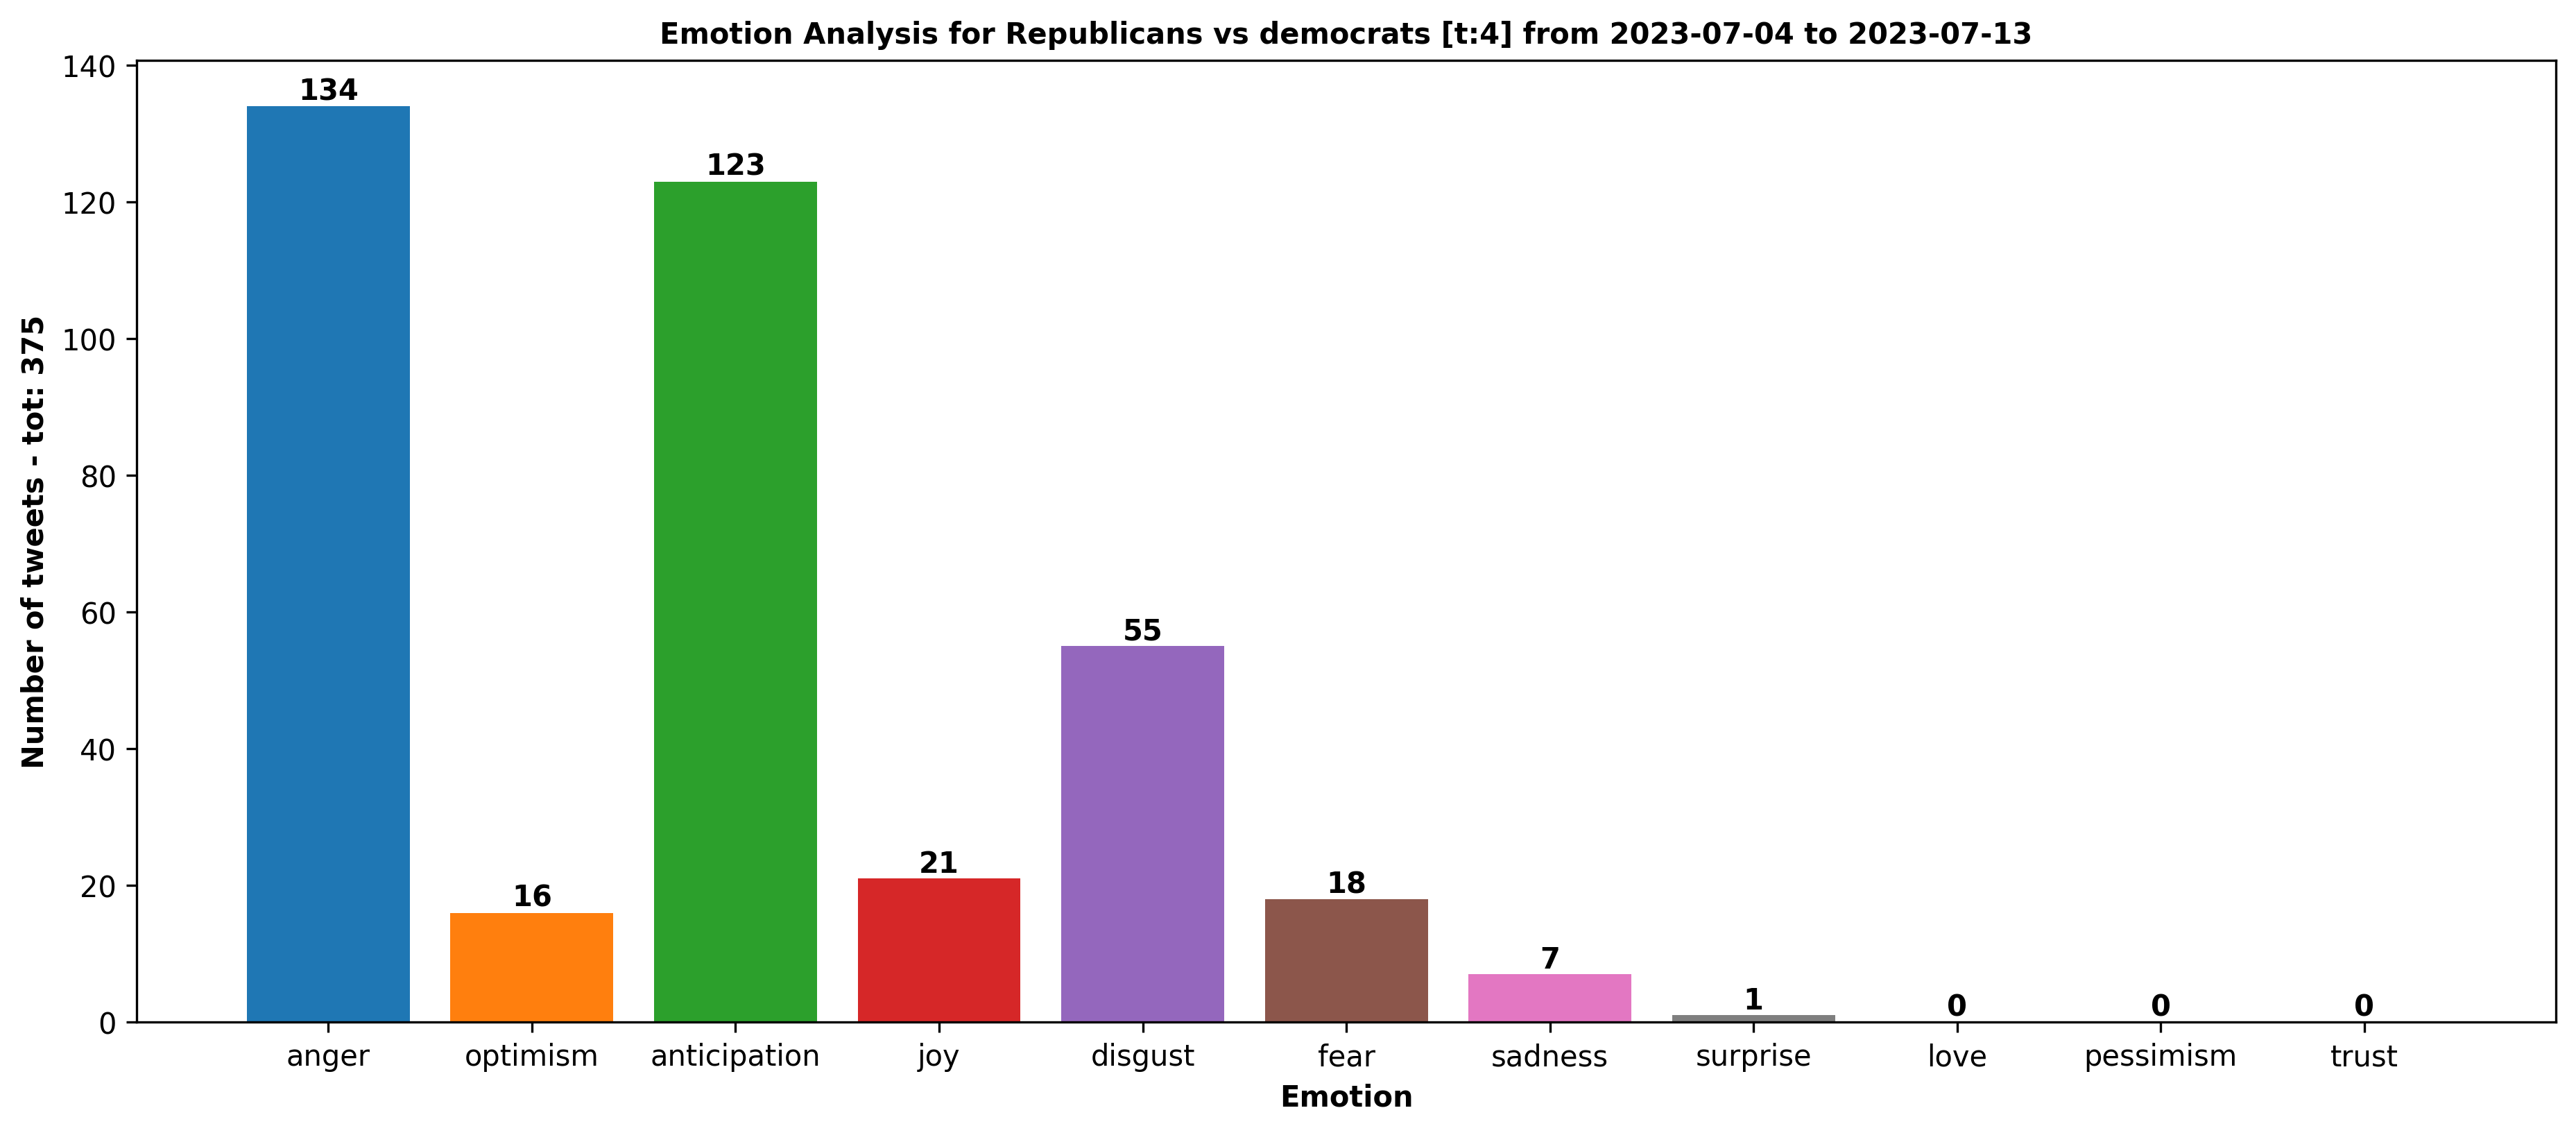 Emotion Analysis for Republicans vs democrats [t:4] from 2023-07-04 to 2023-07-13
Number of tweets - tot: 375
140
120
100
80
60
40
20
0
134
16
123
21
55
18
7
1
0
0
0
anger
optimism
anticipation
joy
disgust
fear
sadness
surprise
love
pessimism
trust
Emotion